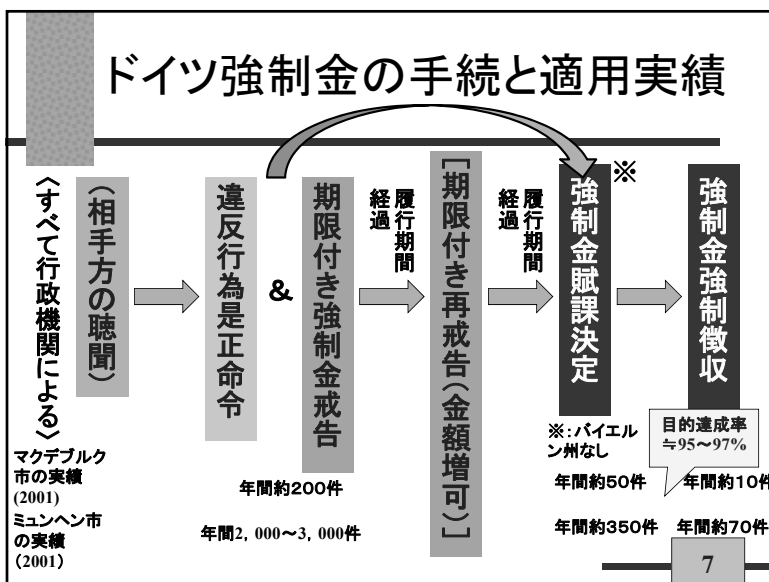 ドイツ強制金の手続と適用実績
〈すべて行政機関による〉
(相手方の聴聞)
違反行為是正命令
&
期限付き強制金戒告
履行期間
経過
[期限付き再戒告(金額増可)]
履行期間
経過
強制金賦課決定
※
強制金強制徴収
※:バイエル
ン州なし
目的達成率
≒95~97%
マクデブルク
市の実績
(2001)
年間約200件
年間約50件
年間約10件
ミュンヘン市
の実績
(2001)
年間2,000~3,000件
年間約350件
年間約70件
7